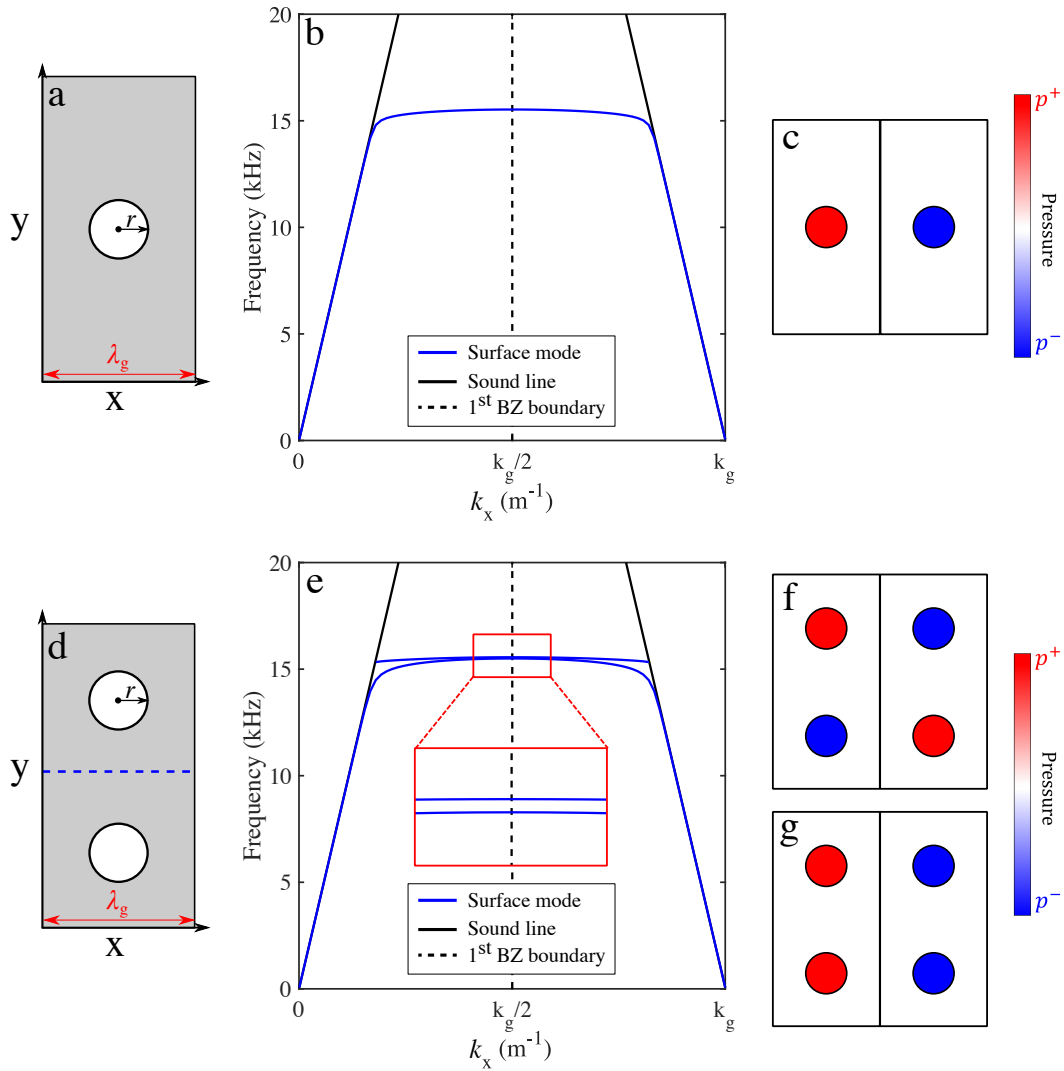 a
y
r
λg
x
b
20
15
10
5
0
Frequency (kHz)
Surface mode
Sound line
1st BZ boundary
0
kg/2
kg
kx (m-1)
c
p+
Pressure
p−
d
y
r
λg
x
e
20
15
10
5
0
Frequency (kHz)
Surface mode
Sound line
1st BZ boundary
0
kg/2
kg
kx (m-1)
f
g
p+
Pressure
p−